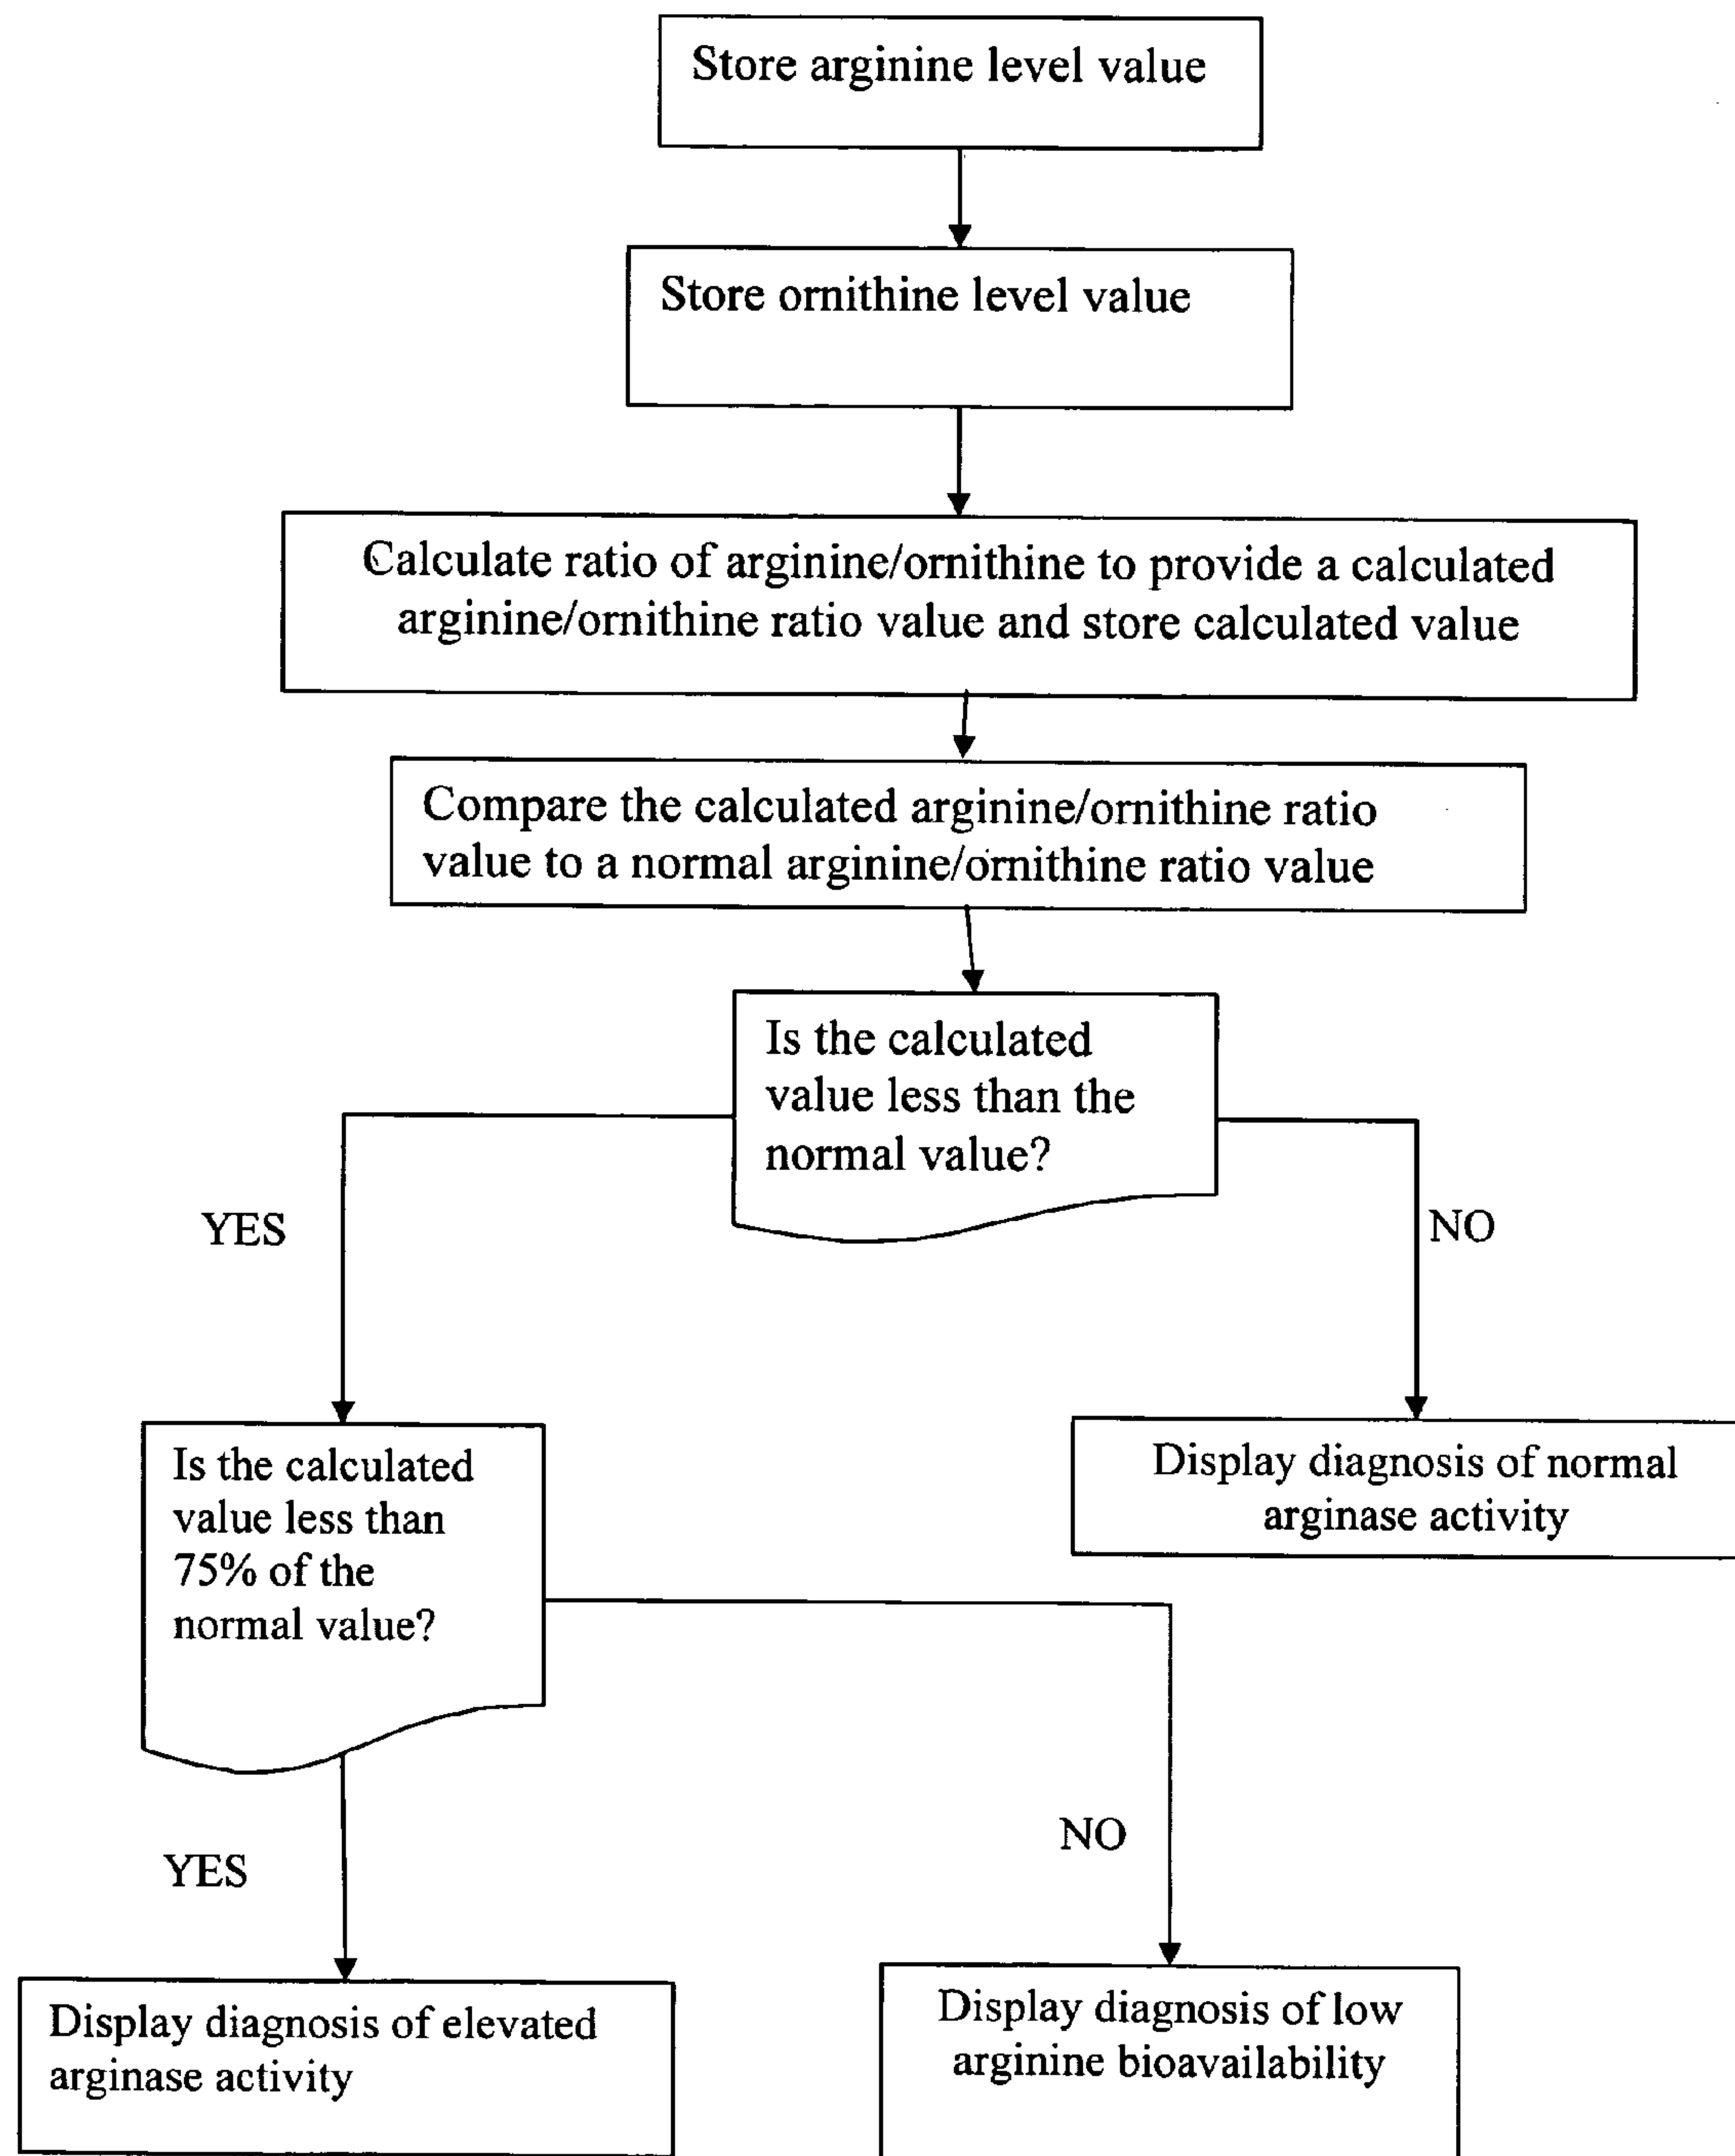 Store arginine level value
Store ornithine level value
Calculate ratio of arginine/ornithine to provide a calculated
arginine/ornithine ratio value and store calculated value
Compare the calculated arginine/ornithine ratio
value to a normal arginine/ornithine ratio value
Is the calculated
value less than the
normal value?
YES
NO
Is the calculated
value less than
75% of the
normal value?
Display diagnosis of normal
arginase activity
YES
NO
Display diagnosis of elevated
arginase activity
Display diagnosis of low
arginine bioavailability